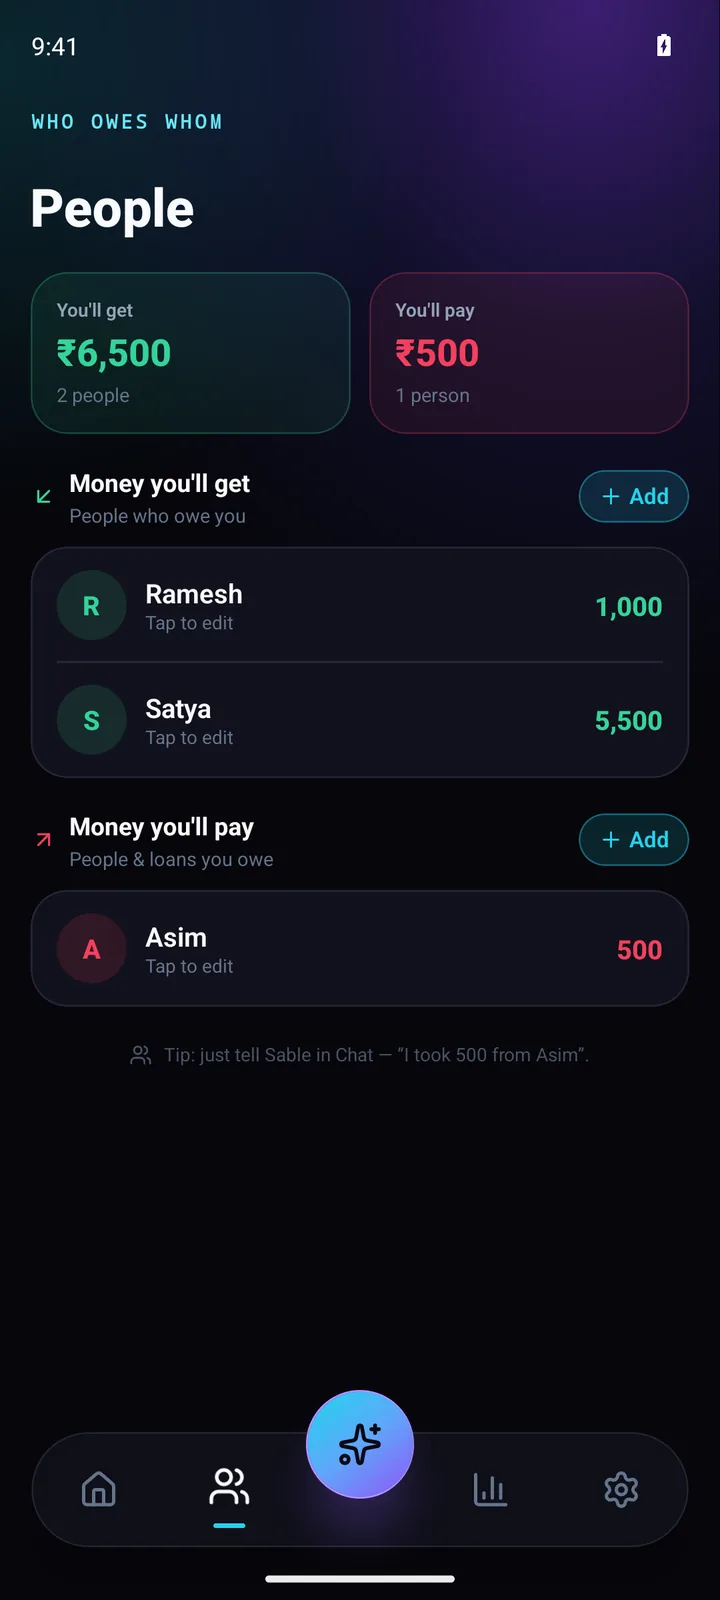 9:41
WHO OWES WHOM
People
You'll get
₹6,500
2 people
You'll pay
₹500
1 person
Money you'll get
People who owe you
+ Add
R
Ramesh
Tap to edit
1,000
S
Satya
Tap to edit
5,500
Money you'll pay
People & loans you owe
+ Add
A
Asim
Tap to edit
500
Tip: just tell Sable in Chat — “I took 500 from Asim”.